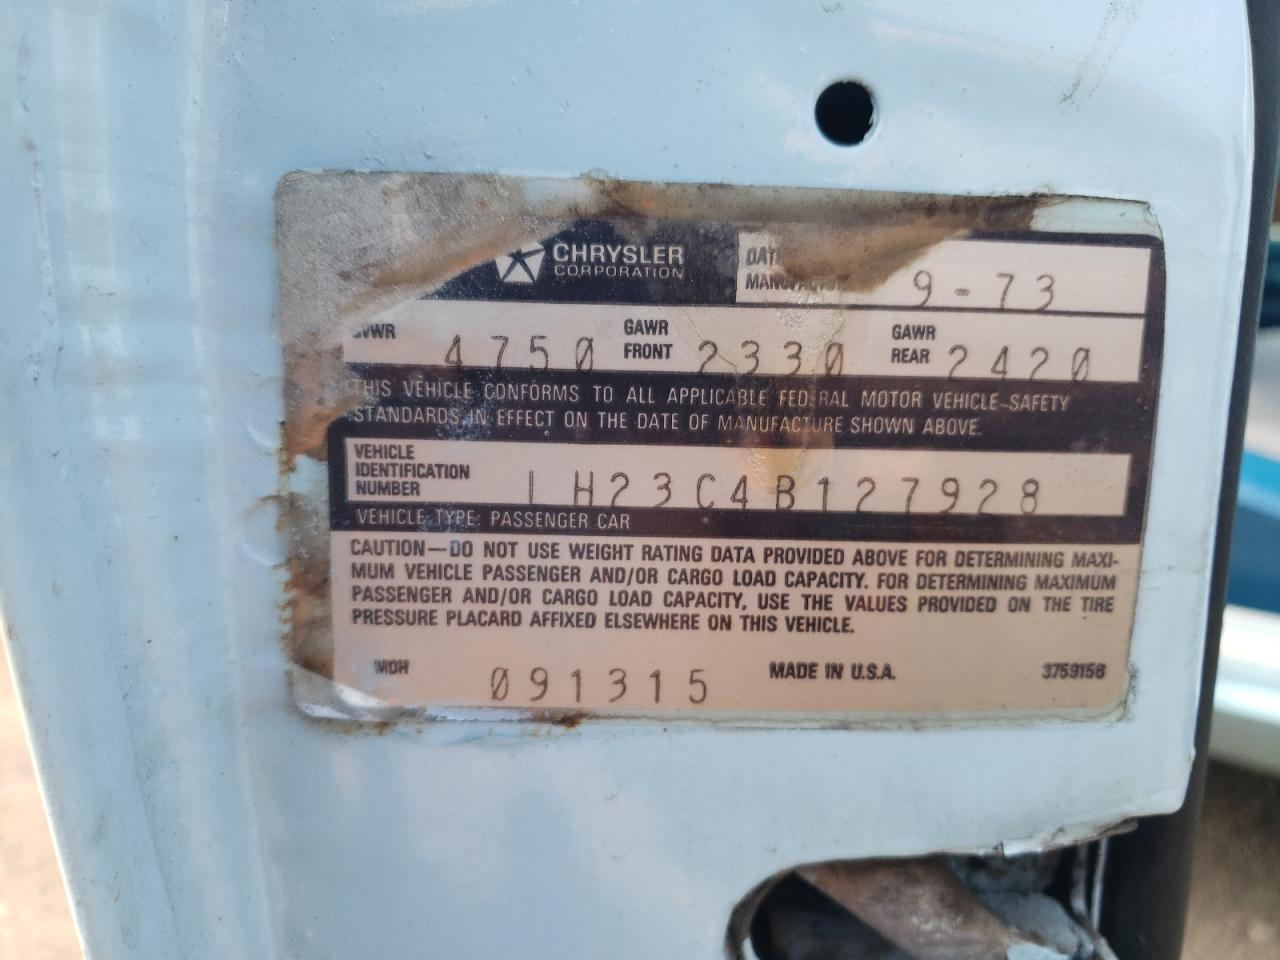 CHRYSLER
CORPORATION
9-73
GVWR 4750 GAWR FRONT 2330 GAWR REAR 2420
THIS VEHICLE CONFORMS TO ALL APPLICABLE FEDERAL MOTOR VEHICLE-SAFETY
STANDARDS IN EFFECT ON THE DATE OF MANUFACTURE SHOWN ABOVE.
VEHICLE
IDENTIFICATION
NUMBER
LH23C4B127928
VEHICLE TYPE: PASSENGER CAR
CAUTION—DO NOT USE WEIGHT RATING DATA PROVIDED ABOVE FOR DETERMINING MAXI-
MUM VEHICLE PASSENGER AND/OR CARGO LOAD CAPACITY. FOR DETERMINING MAXIMUM
PASSENGER AND/OR CARGO LOAD CAPACITY, USE THE VALUES PROVIDED ON THE TIRE
PRESSURE PLACARD AFFIXED ELSEWHERE ON THIS VEHICLE.
MDH 091315 MADE IN U.S.A. 3759156